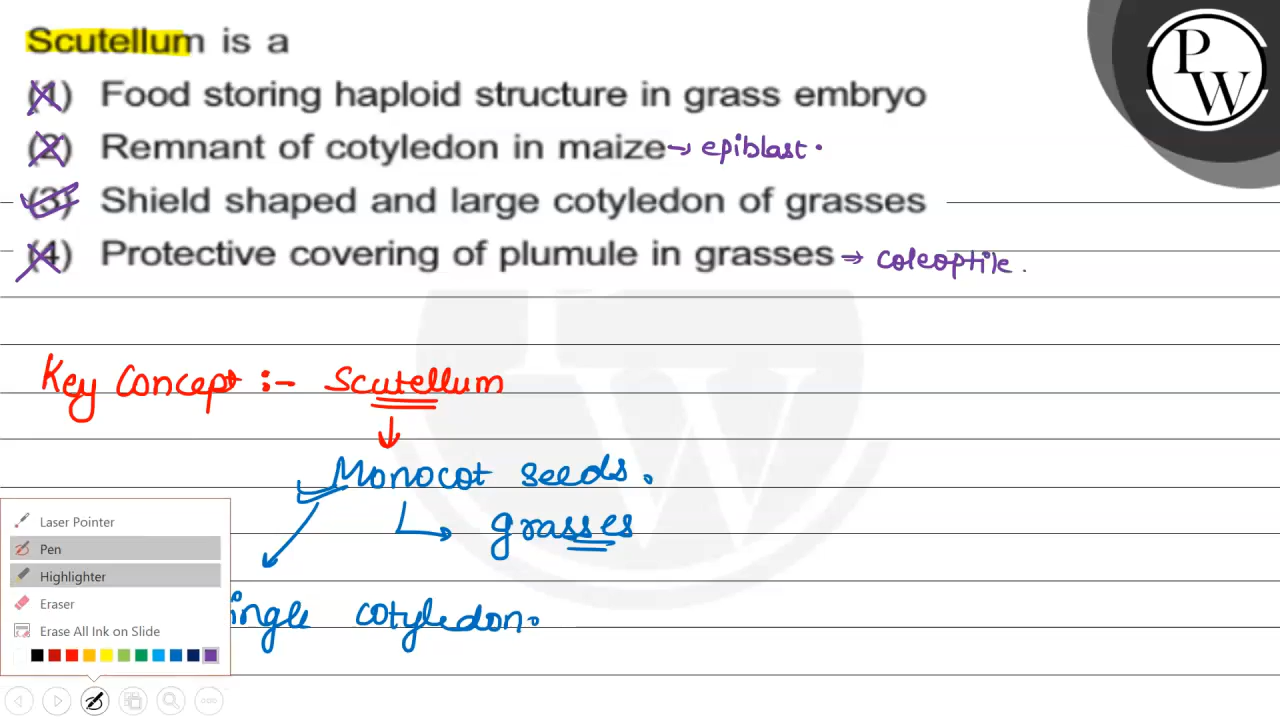 Scutellum is a
(1) Food storing haploid structure in grass embryo
(2) Remnant of cotyledon in maize → epiblast.
(3) Shield shaped and large cotyledon of grasses
(4) Protective covering of plumule in grasses → coleoptile.
P
W
Key Concept :- Scutellum
↓
Monocot seeds.
grasses
ingle cotyledon.
Laser Pointer
Pen
Highlighter
Eraser
Erase All Ink on Slide